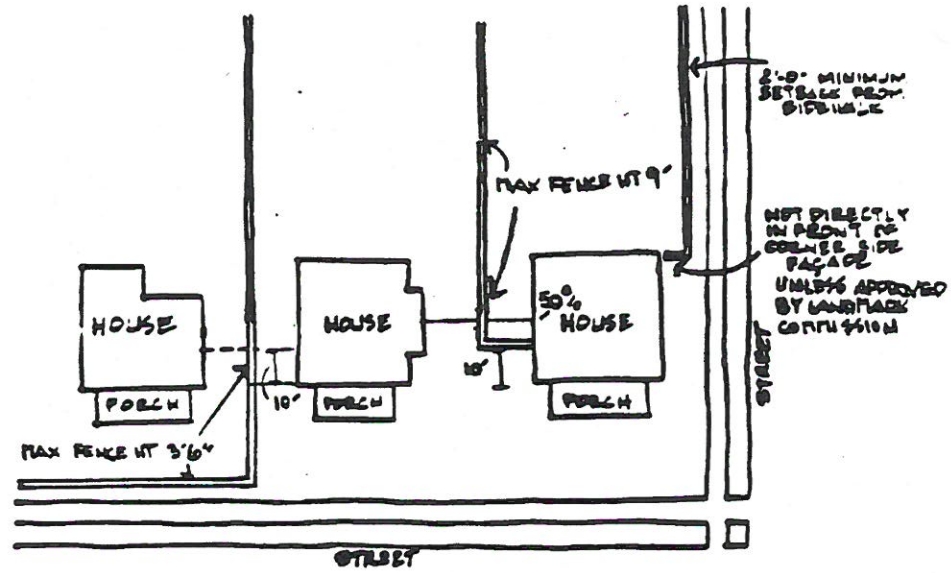 2'-0" MINIMUM
SETBACK FROM
SIDEWALK
MAX FENCE HT 9'
NOT DIRECTLY
IN FRONT OF
CORNER SIDE
FAÇADE
UNLESS APPROVED
BY LANDMARK
COMMISSION
HOUSE
HOUSE
50%
HOUSE
10'
10'
PORCH
PORCH
PORCH
MAX FENCE HT 3'6"
STREET
STREET